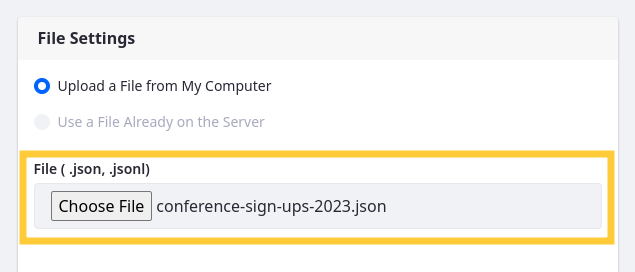 File Settings
Upload a File from My Computer
Use a File Already on the Server
File ( .json, .jsonl)
Choose File conference-sign-ups-2023.json